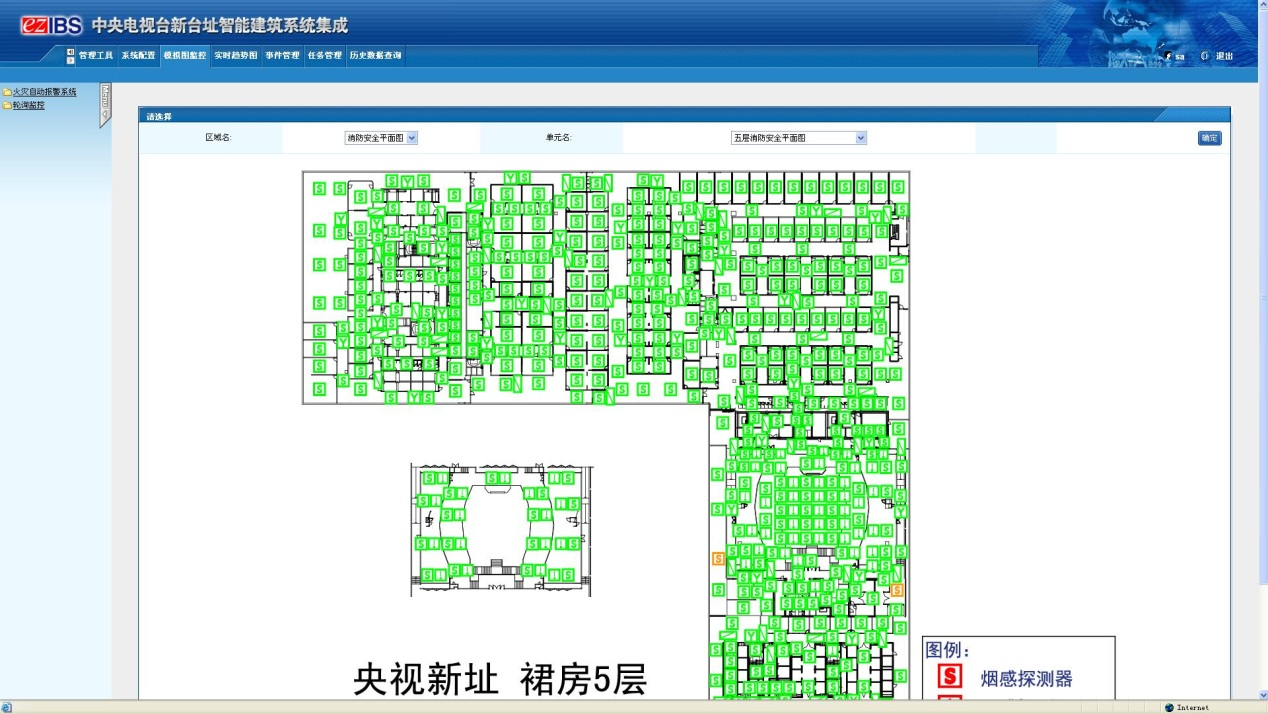 ezIBS 中央电视台新台址智能建筑系统集成
管理工具 系统配置 模拟图监控 实时趋势图 事件管理 任务管理 历史数据查询
sa 退出
火灾自动报警系统
轮询监控
请选择
区域名: 消防安全平面图 单元名: 五层消防安全平面图 确定
央视新址 裙房5层
图例:
S 烟感探测器
Internet